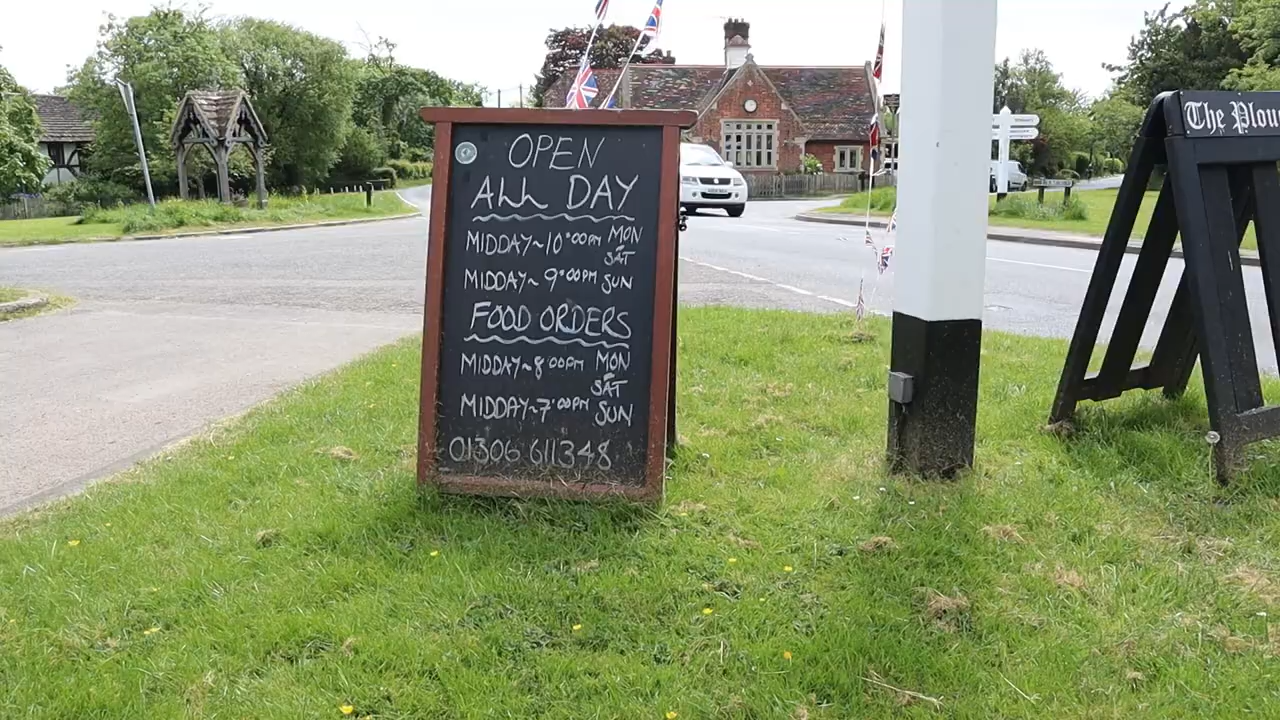 OPEN
ALL DAY
MIDDAY~10:00PM MON
SAT
MIDDAY~9:00PM SUN
FOOD ORDERS
MIDDAY~8:00PM MON
SAT
MIDDAY~7:00PM SUN
01306 611348
The Plou